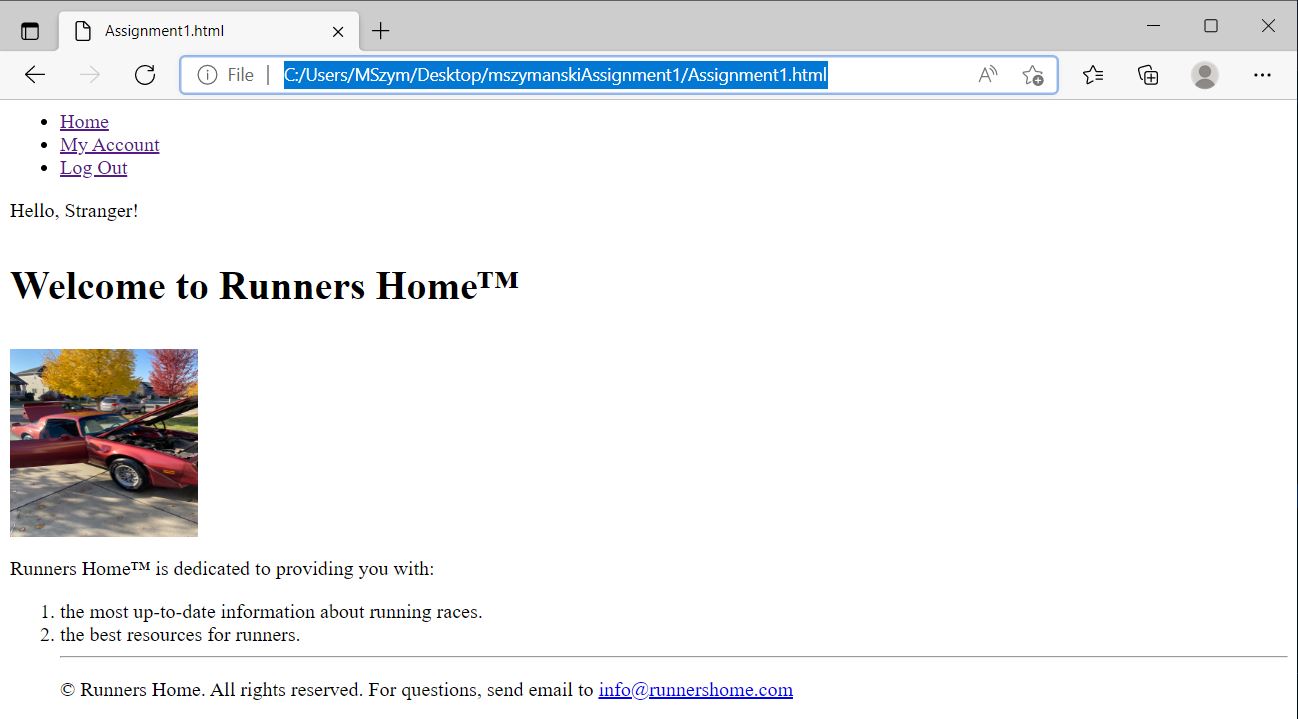 Assignment1.html
File | C:/Users/MSzym/Desktop/mszymanskiAssignment1/Assignment1.html
Home
My Account
Log Out
Hello, Stranger!
Welcome to Runners Home™
Runners Home™ is dedicated to providing you with:
1. the most up-to-date information about running races.
2. the best resources for runners.
© Runners Home. All rights reserved. For questions, send email to info@runnershome.com